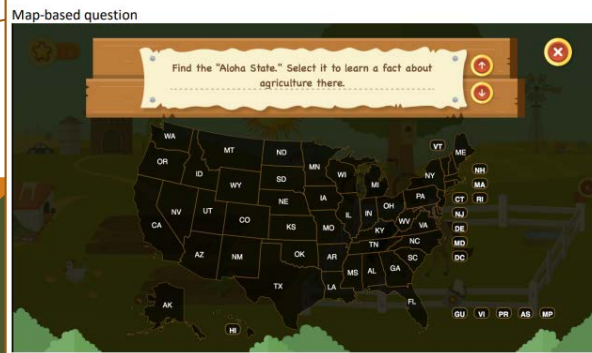 Map-based question
Find the "Aloha State." Select it to learn a fact about
agriculture there.
WA
MT
ND
MN
VT
ME
OR
ID
WY
SD
WI
MI
NY
NH
MA
NV
UT
CO
NE
IA
IL
IN
OH
PA
CT
RI
NJ
CA
KS
MO
KY
WV
VA
DE
MD
AZ
NM
OK
AR
TN
NC
DC
TX
LA
MS
AL
GA
SC
FL
AK
HI
GU
VI
PR
AS
MP